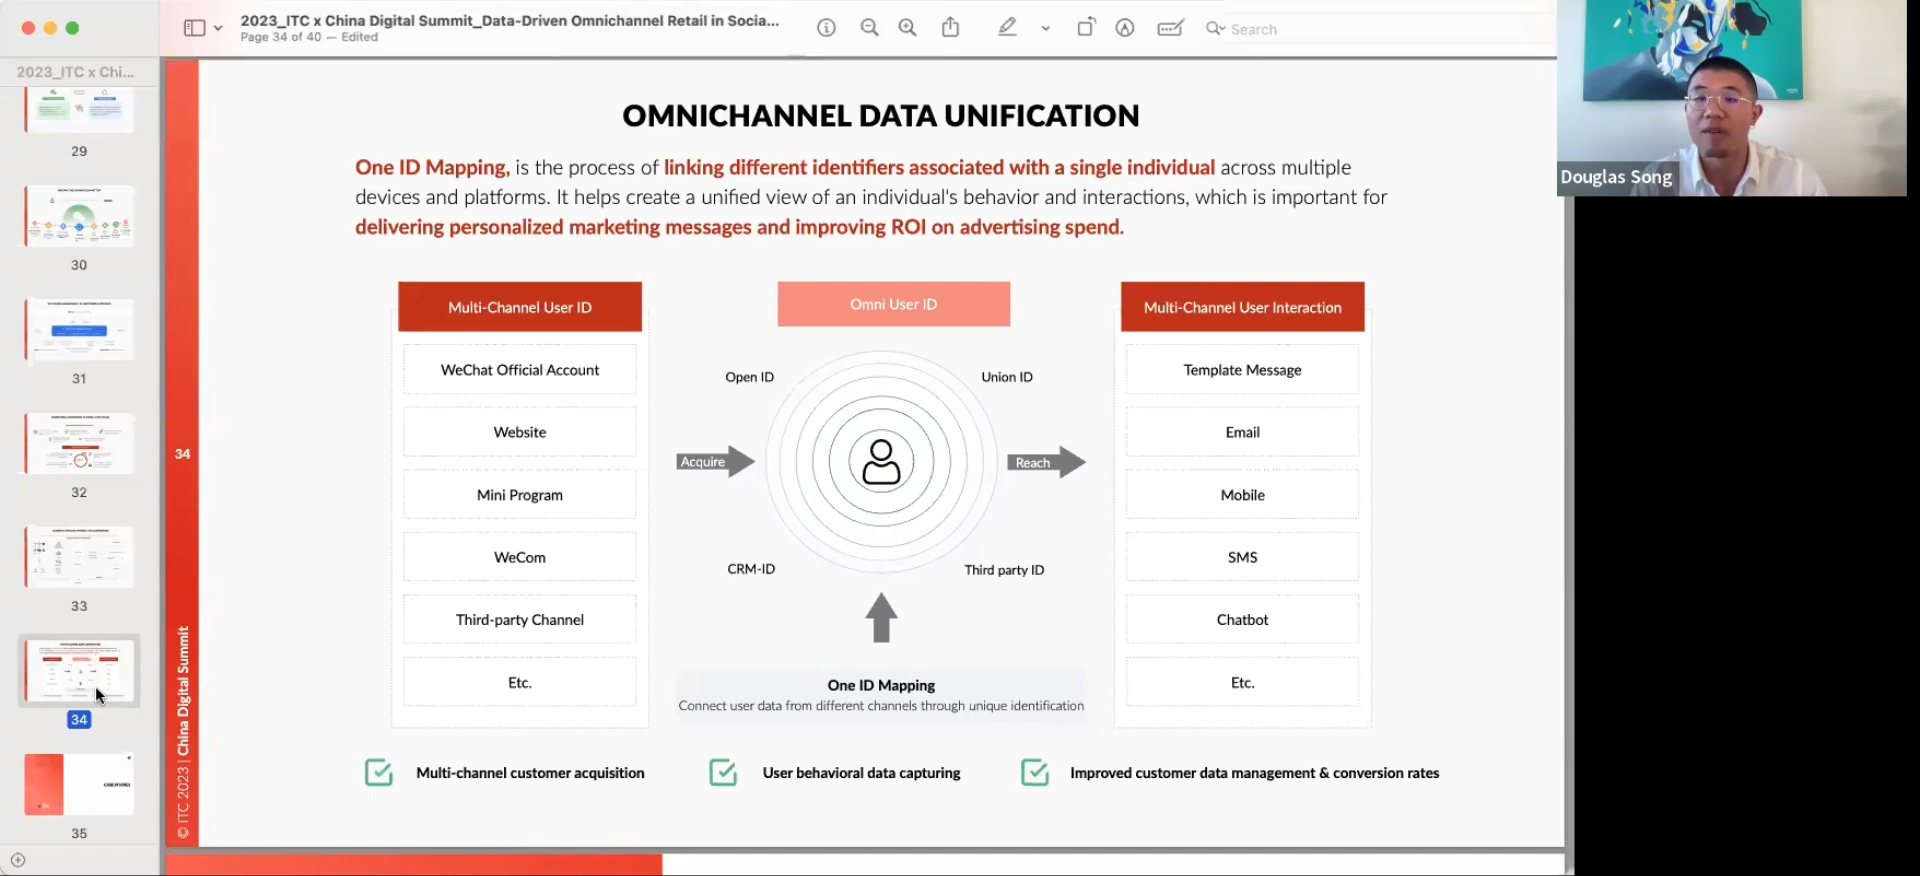 2023_ITC x China Digital Summit_Data-Driven Omnichannel Retail in Socia...
Page 34 of 40 — Edited
Search
2023_ITC x Chi...
29
30
31
32
33
34
35
CASE STUDIES
34
© ITC 2023 | China Digital Summit
OMNICHANNEL DATA UNIFICATION
One ID Mapping, is the process of linking different identifiers associated with a single individual across multiple
devices and platforms. It helps create a unified view of an individual's behavior and interactions, which is important for
delivering personalized marketing messages and improving ROI on advertising spend.
Multi-Channel User ID
WeChat Official Account
Website
Mini Program
WeCom
Third-party Channel
Etc.
Omni User ID
Open ID
Union ID
Acquire
Reach
CRM-ID
Third party ID
One ID Mapping
Connect user data from different channels through unique identification
Multi-Channel User Interaction
Template Message
Email
Mobile
SMS
Chatbot
Etc.
Multi-channel customer acquisition
User behavioral data capturing
Improved customer data management & conversion rates
Douglas Song